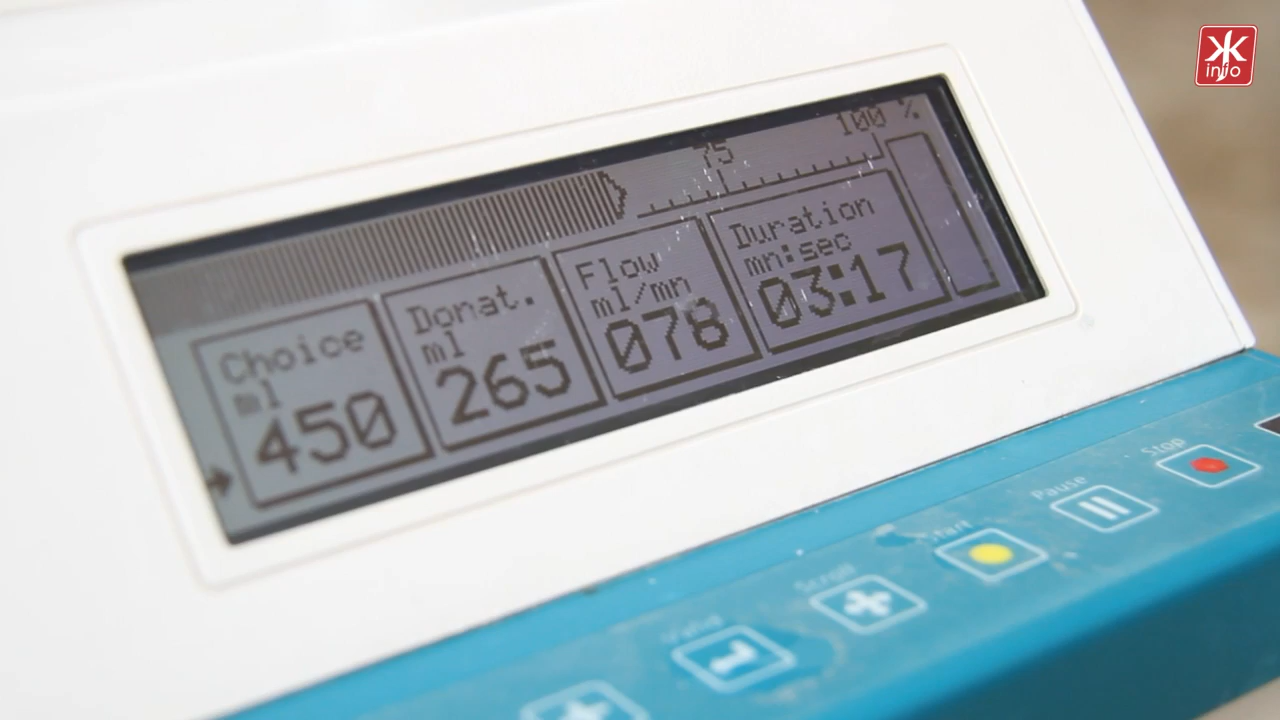 KK
info
100 %
75
Choice
ml
450
Donat.
ml
265
Flow
ml/mn
078
Duration
mn:sec
03:17
Stop
Pause
Start
Scroll
Valid